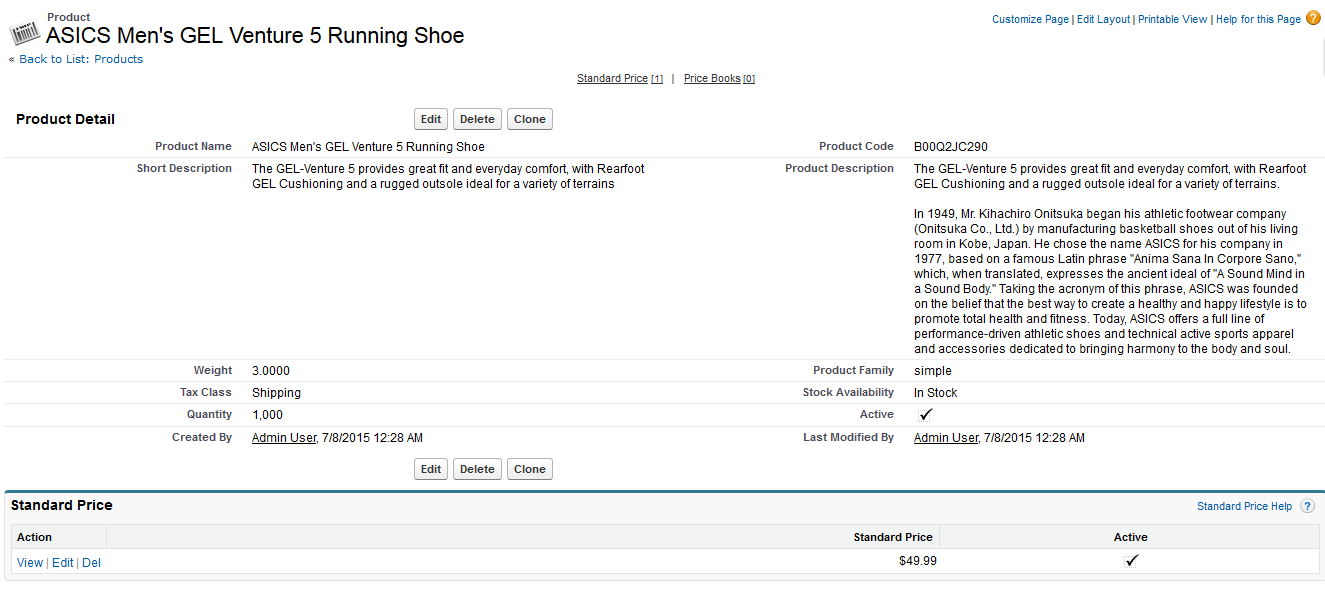 Product
ASICS Men's GEL Venture 5 Running Shoe
Customize Page | Edit Layout | Printable View | Help for this Page ?
« Back to List: Products
Standard Price [1] | Price Books [0]
Product Detail
Edit Delete Clone
Product Name ASICS Men's GEL Venture 5 Running Shoe
Product Code B00Q2JC290
Short Description The GEL-Venture 5 provides great fit and everyday comfort, with Rearfoot
GEL Cushioning and a rugged outsole ideal for a variety of terrains
Product Description The GEL-Venture 5 provides great fit and everyday comfort, with Rearfoot
GEL Cushioning and a rugged outsole ideal for a variety of terrains.
In 1949, Mr. Kihachiro Onitsuka began his athletic footwear company
(Onitsuka Co., Ltd.) by manufacturing basketball shoes out of his living
room in Kobe, Japan. He chose the name ASICS for his company in
1977, based on a famous Latin phrase "Anima Sana In Corpore Sano,"
which, when translated, expresses the ancient ideal of "A Sound Mind in
a Sound Body." Taking the acronym of this phrase, ASICS was founded
on the belief that the best way to create a healthy and happy lifestyle is to
promote total health and fitness. Today, ASICS offers a full line of
performance-driven athletic shoes and technical active sports apparel
and accessories dedicated to bringing harmony to the body and soul.
Weight 3.0000
Product Family simple
Tax Class Shipping
Stock Availability In Stock
Quantity 1,000
Active ✓
Created By Admin User, 7/8/2015 12:28 AM
Last Modified By Admin User, 7/8/2015 12:28 AM
Edit Delete Clone
Standard Price
Standard Price Help ?
Action Standard Price Active
View | Edit | Del $49.99 ✓